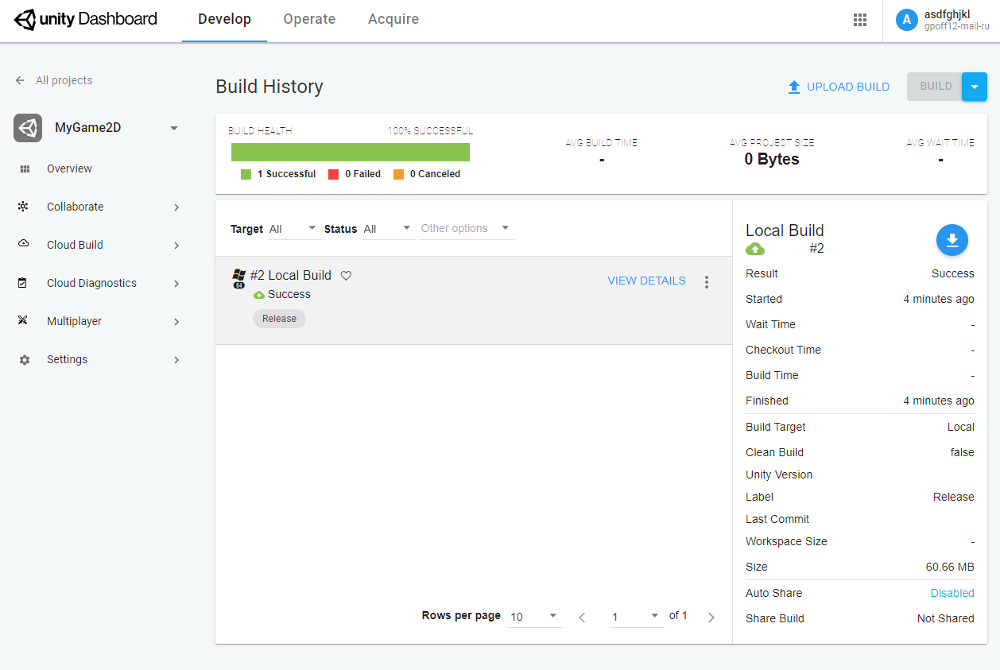 unity Dashboard
Develop
Operate
Acquire
A
asdfghjkl
gpoff12-mail-ru
All projects
MyGame2D
Overview
Collaborate
Cloud Build
Cloud Diagnostics
Multiplayer
Settings
Build History
UPLOAD BUILD
BUILD
BUILD HEALTH
100% SUCCESSFUL
1 Successful
0 Failed
0 Canceled
AVG BUILD TIME
-
AVG PROJECT SIZE
0 Bytes
AVG WAIT TIME
-
Target All
Status All
Other options
64
#2 Local Build
Success
Release
VIEW DETAILS
Rows per page 10
1
of 1
Local Build
#2
Result Success
Started 4 minutes ago
Wait Time -
Checkout Time -
Build Time -
Finished 4 minutes ago
Build Target Local
Clean Build false
Unity Version
Label Release
Last Commit
Workspace Size -
Size 60.66 MB
Auto Share Disabled
Share Build Not Shared